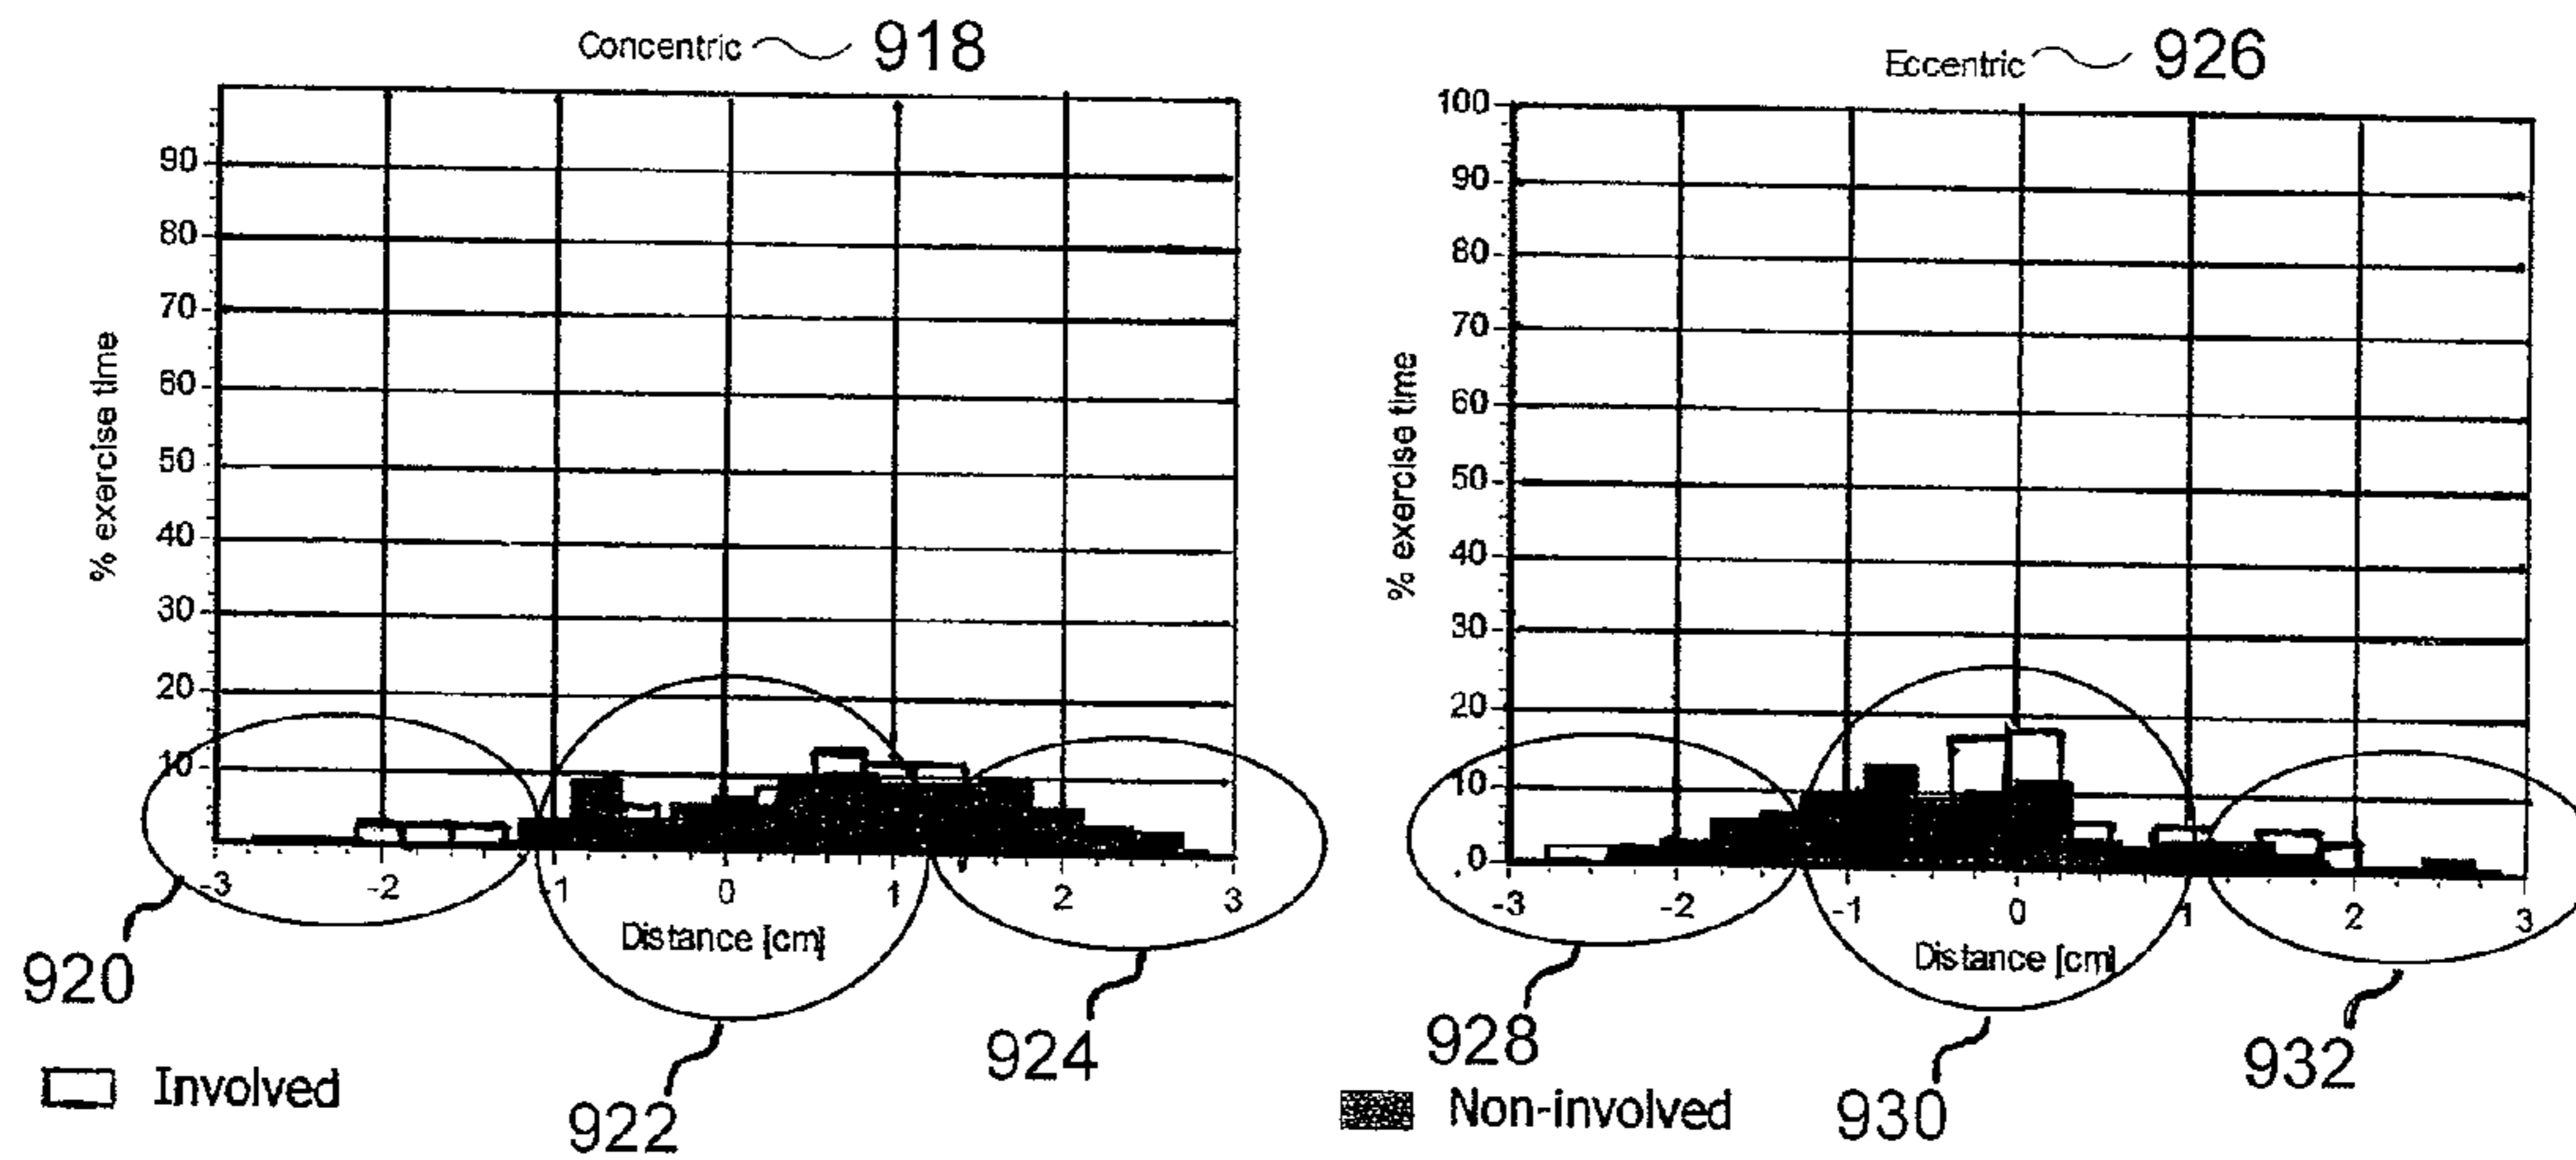 Concentric 918
90
80
70
60
50
40
30
20
10
% exercise time
-3 -2 -1 0 1 2 3
Distance [cm]
920
922
924
Involved
Eccentric 926
100
90
80
70
60
50
40
30
20
10
0
% exercise time
-3 -2 -1 0 1 2 3
Distance [cm]
928
930
932
Non-involved